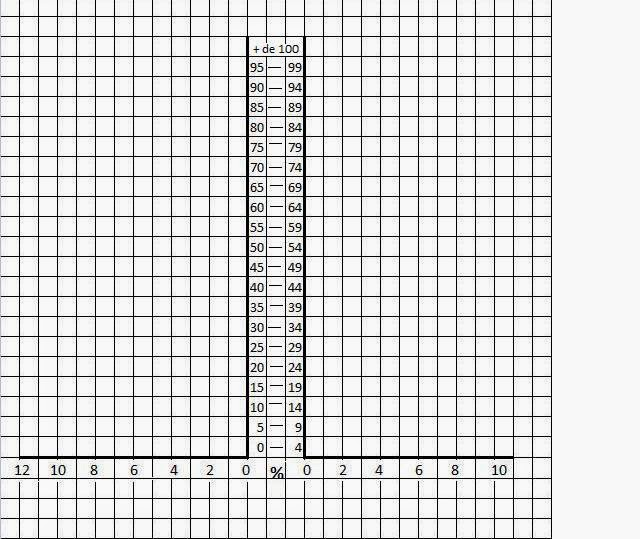 + de 100
95 — 99
90 — 94
85 — 89
80 — 84
75 — 79
70 — 74
65 — 69
60 — 64
55 — 59
50 — 54
45 — 49
40 — 44
35 — 39
30 — 34
25 — 29
20 — 24
15 — 19
10 — 14
5 — 9
0 — 4
12 10 8 6 4 2 0 % 0 2 4 6 8 10